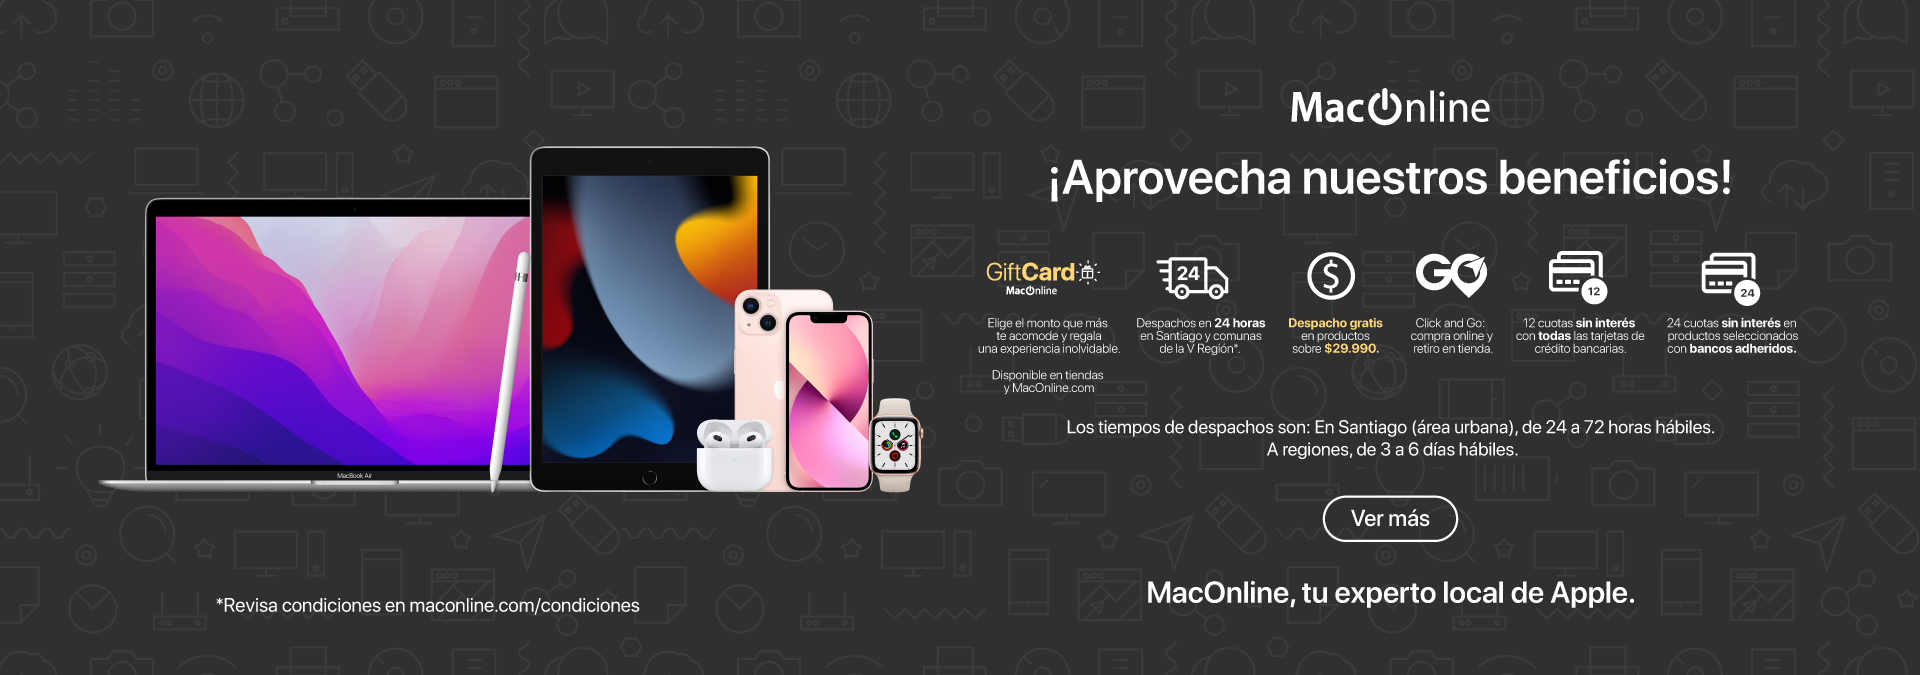 MacOnline
¡Aprovecha nuestros beneficios!
GiftCard
MacOnline
Elige el monto que más
te acomode y regala
una experiencia inolvidable.
Disponible en tiendas
y MacOnline.com
24
Despachos en 24 horas
en Santiago y comunas
de la V Región*.
$
Despacho gratis
en productos
sobre $29.990.
GO
Click and Go:
compra online y
retiro en tienda.
12
12 cuotas sin interés
con todas las tarjetas de
crédito bancarias.
24
24 cuotas sin interés en
productos seleccionados
con bancos adheridos.
Los tiempos de despachos son: En Santiago (área urbana), de 24 a 72 horas hábiles.
A regiones, de 3 a 6 días hábiles.
Ver más
MacOnline, tu experto local de Apple.
MacBook Air
*Revisa condiciones en maconline.com/condiciones